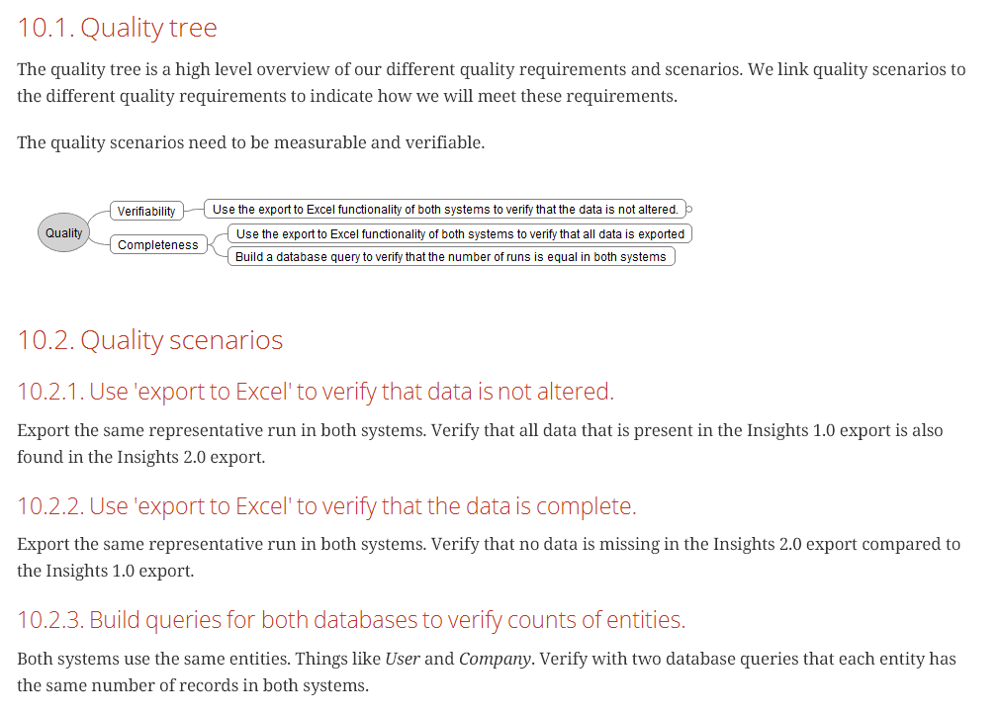 10.1. Quality tree
The quality tree is a high level overview of our different quality requirements and scenarios. We link quality scenarios to
the different quality requirements to indicate how we will meet these requirements.
The quality scenarios need to be measurable and verifiable.
Quality
Verifiability
Use the export to Excel functionality of both systems to verify that the data is not altered.
Completeness
Use the export to Excel functionality of both systems to verify that all data is exported
Build a database query to verify that the number of runs is equal in both systems
10.2. Quality scenarios
10.2.1. Use 'export to Excel' to verify that data is not altered.
Export the same representative run in both systems. Verify that all data that is present in the Insights 1.0 export is also
found in the Insights 2.0 export.
10.2.2. Use 'export to Excel' to verify that the data is complete.
Export the same representative run in both systems. Verify that no data is missing in the Insights 2.0 export compared to
the Insights 1.0 export.
10.2.3. Build queries for both databases to verify counts of entities.
Both systems use the same entities. Things like User and Company. Verify with two database queries that each entity has
the same number of records in both systems.